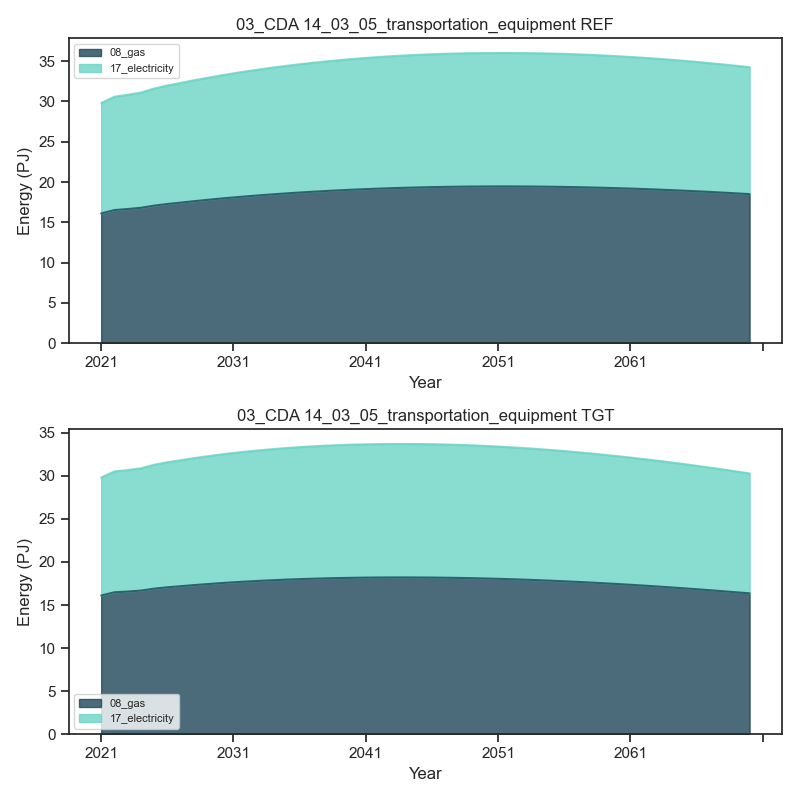 03_CDA 14_03_05_transportation_equipment REF
08_gas
17_electricity
Energy (PJ)
35
30
25
20
15
10
5
0
2021 2031 2041 2051 2061
Year
03_CDA 14_03_05_transportation_equipment TGT
Energy (PJ)
35
30
25
20
15
10
5
0
08_gas
17_electricity
2021 2031 2041 2051 2061
Year